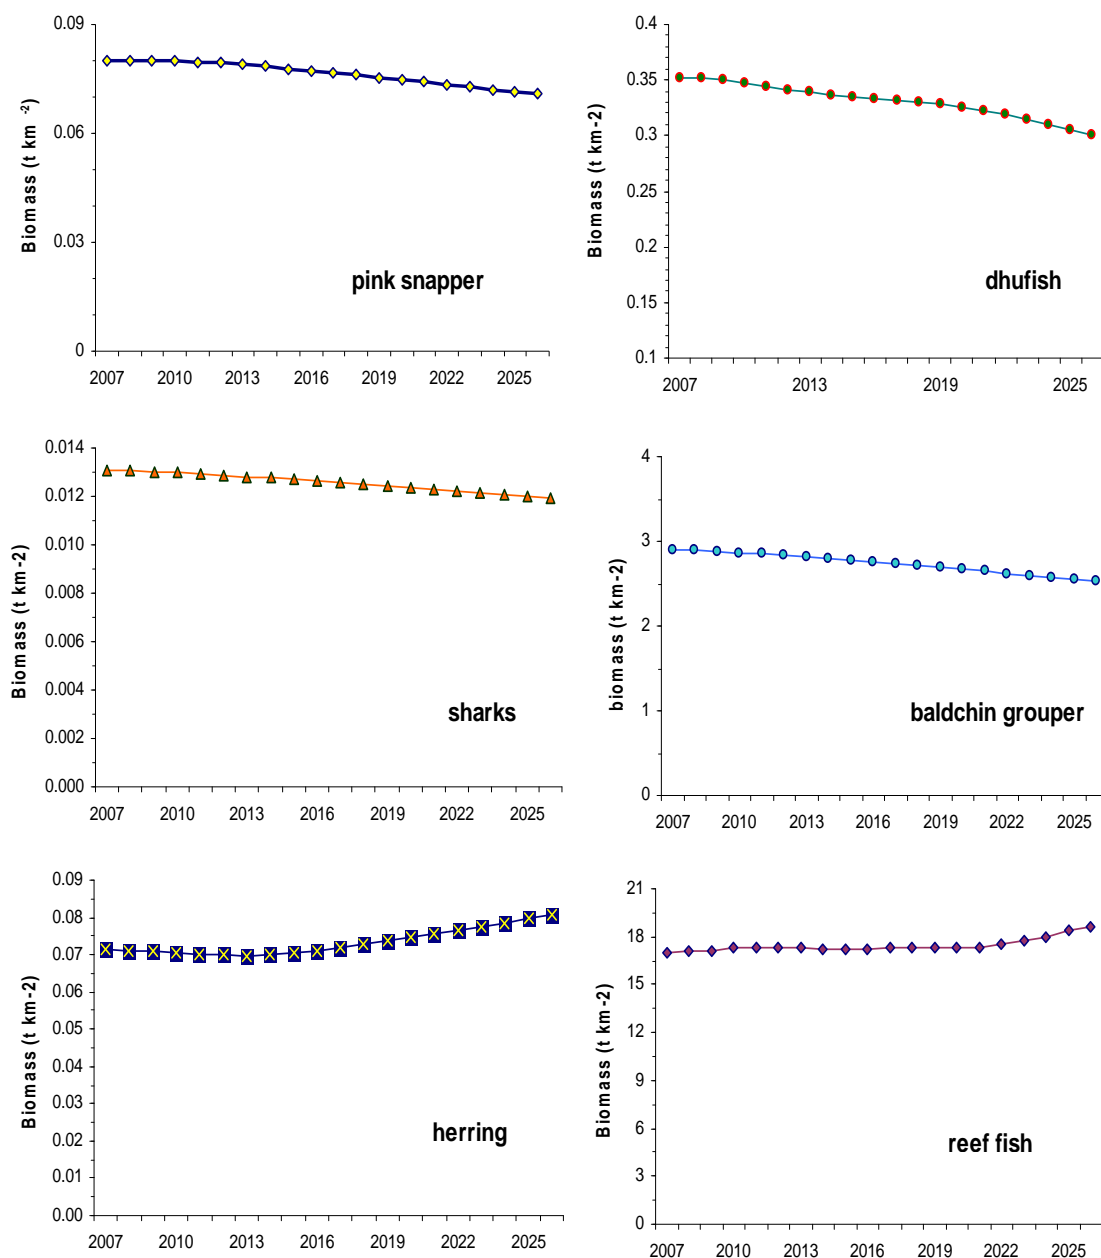 0.09
0.06
0.03
0
Biomass (t km -2)
pink snapper
2007 2010 2013 2016 2019 2022 2025
0.4
0.35
0.3
0.25
0.2
0.15
0.1
Biomass (t km-2)
dhufish
2007 2013 2019 2025
0.014
0.012
0.010
0.008
0.006
0.004
0.002
0.000
Biomass (t km-2)
sharks
2007 2010 2013 2016 2019 2022 2025
4
3
2
1
0
biomass (t km-2)
baldchin grouper
2007 2010 2013 2016 2019 2022 2025
0.09
0.08
0.07
0.06
0.05
0.04
0.03
0.02
0.01
0.00
Biomass (t km-2)
herring
2007 2010 2013 2016 2019 2022 2025
21
18
15
12
9
6
3
0
Biomass (t km-2)
reef fish
2007 2010 2013 2016 2019 2022 2025